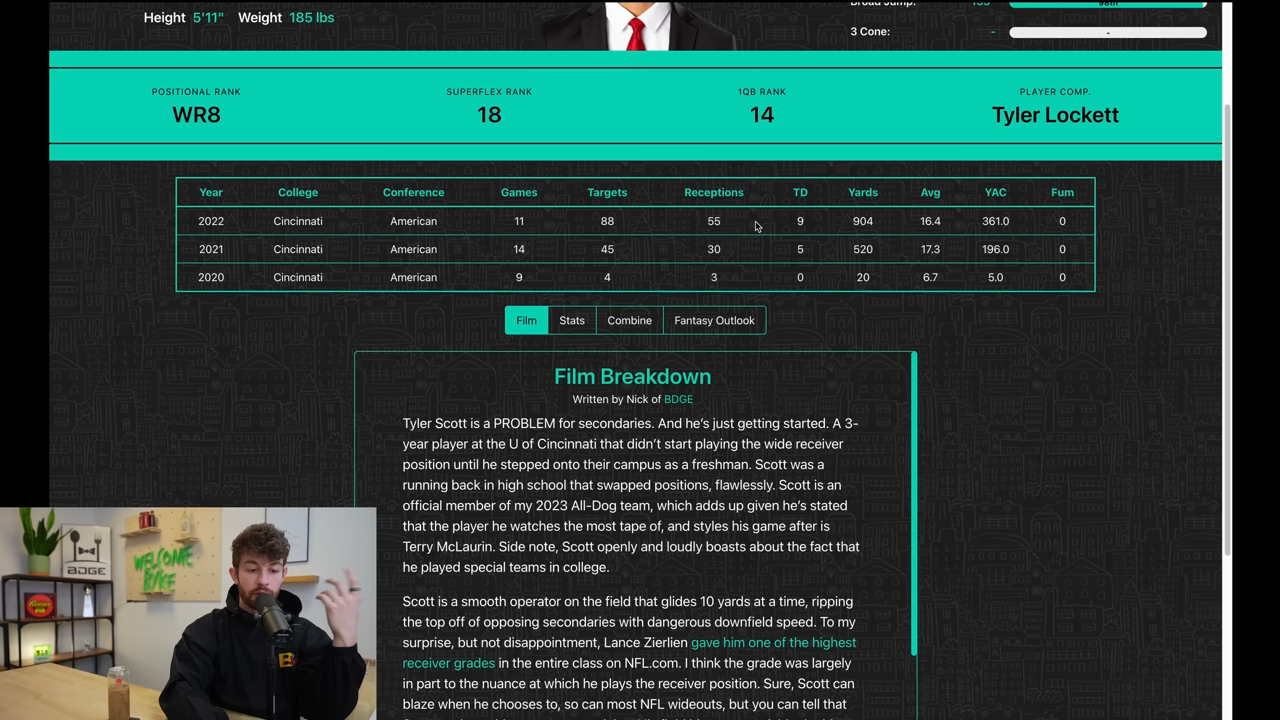 Height 5'11" Weight 185 lbs
Broad Jump:
3 Cone: - -
POSITIONAL RANK SUPERFLEX RANK 1QB RANK PLAYER COMP.
WR8 18 14 Tyler Lockett
Year College Conference Games Targets Receptions TD Yards Avg YAC Fum
2022 Cincinnati American 11 88 55 9 904 16.4 361.0 0
2021 Cincinnati American 14 45 30 5 520 17.3 196.0 0
2020 Cincinnati American 9 4 3 0 20 6.7 5.0 0
Film Stats Combine Fantasy Outlook
Film Breakdown
Written by Nick of BDGE
Tyler Scott is a PROBLEM for secondaries. And he’s just getting started. A 3-
year player at the U of Cincinnati that didn’t start playing the wide receiver
position until he stepped onto their campus as a freshman. Scott was a
running back in high school that swapped positions, flawlessly. Scott is an
official member of my 2023 All-Dog team, which adds up given he’s stated
that the player he watches the most tape of, and styles his game after is
Terry McLaurin. Side note, Scott openly and loudly boasts about the fact that
he played special teams in college.
Scott is a smooth operator on the field that glides 10 yards at a time, ripping
the top off of opposing secondaries with dangerous downfield speed. To my
surprise, but not disappointment, Lance Zierlien gave him one of the highest
receiver grades in the entire class on NFL.com. I think the grade was largely
in part to the nuance at which he plays the receiver position. Sure, Scott can
blaze when he chooses to, so can most NFL wideouts, but you can tell that
BDGE
WELCOME
Reese's